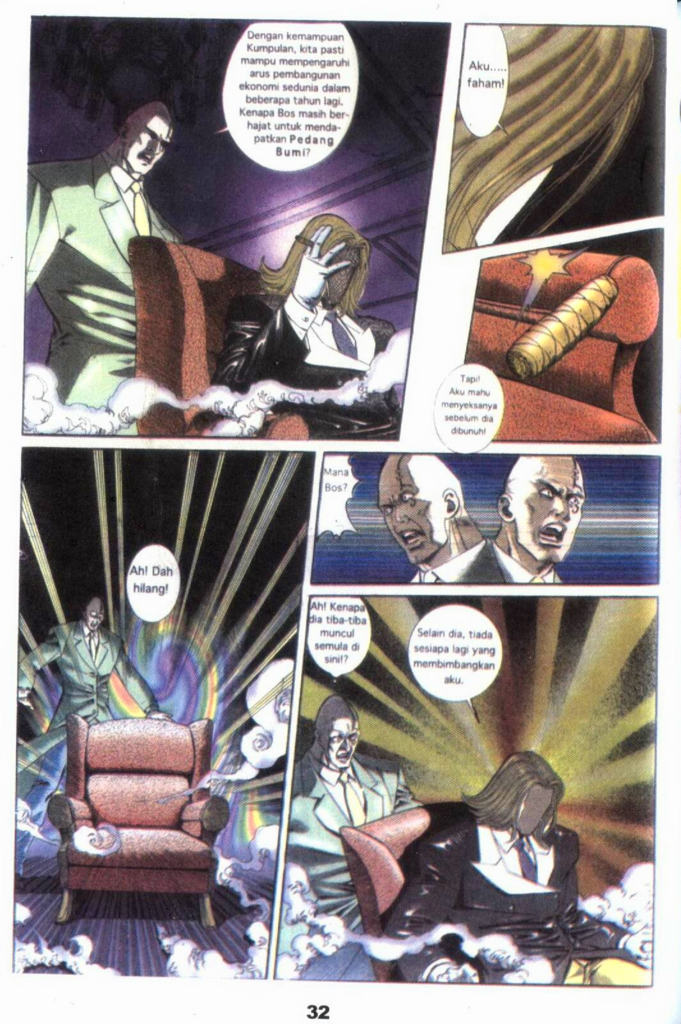 Dengan kemampuan
Kumpulan, kita pasti
mampu mempengaruhi
arus pembangunan
ekonomi sedunia dalam
beberapa tahun lagi.
Kenapa Bos masih ber-
hajat untuk menda-
patkan Pedang
Bumi?
Aku.....
faham!
Tapi!
Aku mahu
menyeksanya
sebelum dia
dibunuh!
Ah! Dah
hilang!
Mana
Bos?
Ah! Kenapa
dia tiba-tiba
muncul
semula di
sini!?
Selain dia, tiada
sesiapa lagi yang
membimbangkan
aku.
32